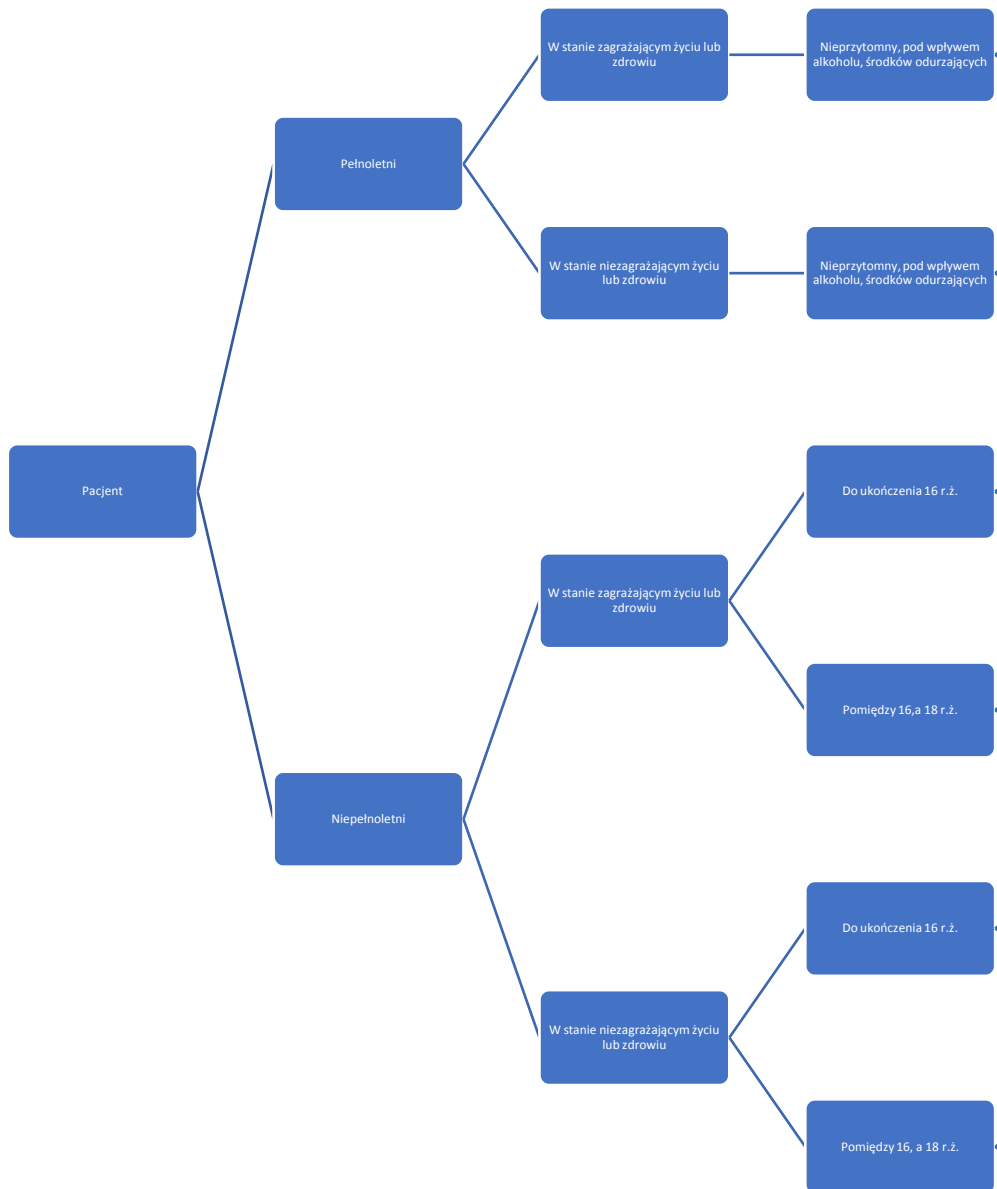 W stanie zagrażającym życiu lub
zdrowiu
Nieprzytomny, pod wpływem
alkoholu, środków odurzających
Pełnoletni
W stanie niezagrażającym życiu
lub zdrowiu
Nieprzytomny, pod wpływem
alkoholu, środków odurzających
Pacjent
Do ukończenia 16 r.ż.
W stanie zagrażającym życiu lub
zdrowiu
Pomiędzy 16,a 18 r.ż.
Niepełnoletni
Do ukończenia 16 r.ż.
W stanie niezagrażającym życiu
lub zdrowiu
Pomiędzy 16, a 18 r.ż.